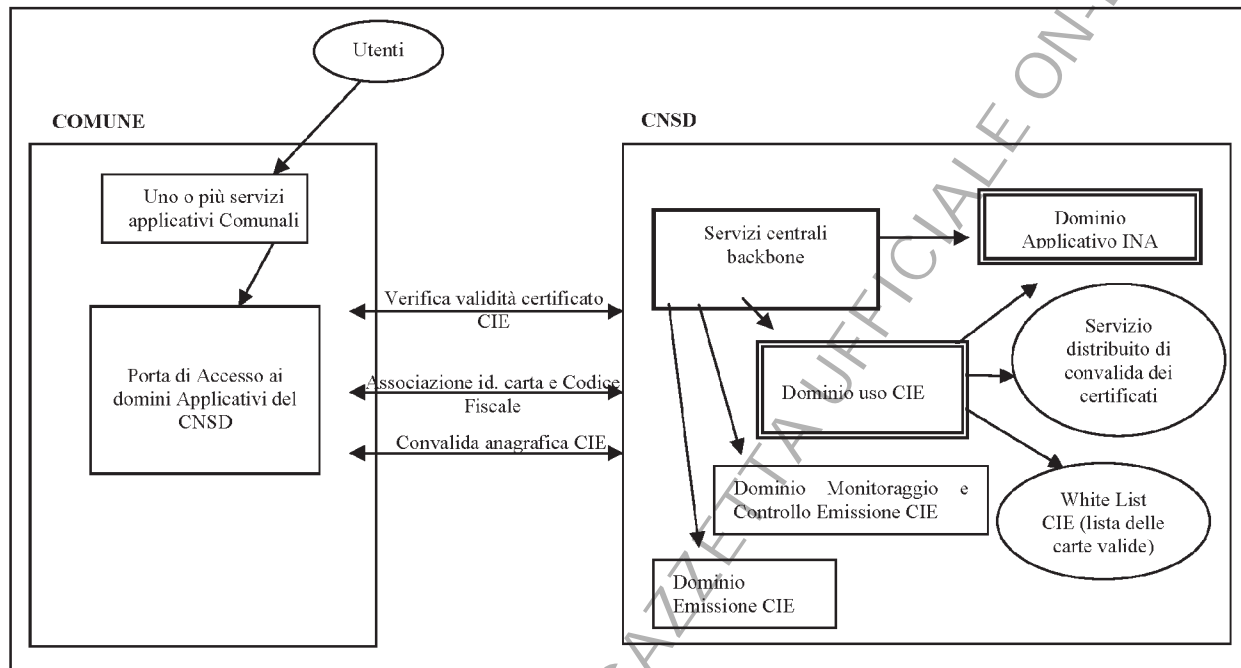 Utenti
COMUNE
CNSD
Uno o più servizi
applicativi Comunali
Porta di Accesso ai
domini Applicativi del
CNSD
Verifica validità certificato
CIE
Associazione id. carta e Codice
Fiscale
Convalida anagrafica CIE
Servizi centrali
backbone
Dominio
Applicativo INA
Dominio uso CIE
Servizio
distribuito di
convalida dei
certificati
Dominio Monitoraggio e
Controllo Emissione CIE
White List
CIE (lista delle
carte valide)
Dominio
Emissione CIE
GAZZETTA UFFICIALE ON-